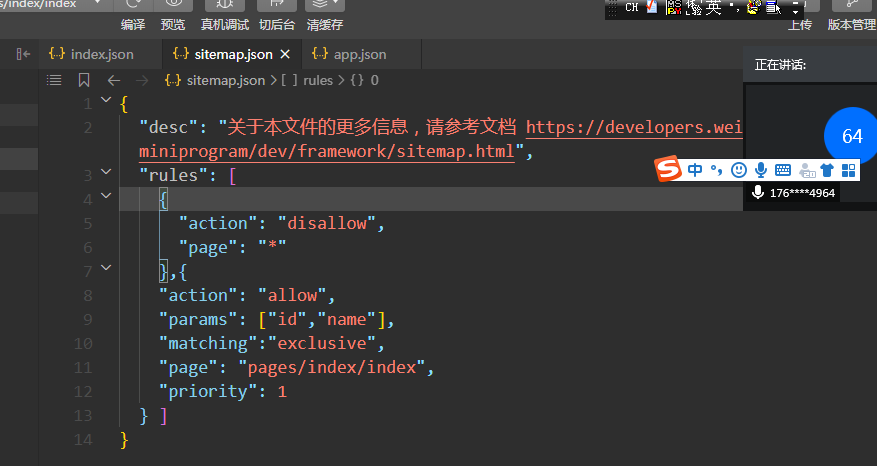 s/index/index
编译 预览 真机调试 切后台 清缓存
CH 英
上传 版本管理
{··} index.json {··} sitemap.json × {··} app.json
{··} sitemap.json > [ ] rules > { } 0
正在讲话:
1 {
2 "desc": "关于本文件的更多信息，请参考文档 https://developers.wei
miniprogram/dev/framework/sitemap.html",
3 "rules": [
4 {
5 "action": "disallow",
6 "page": "*"
7 },{
8 "action": "allow",
9 "params": ["id","name"],
10 "matching":"exclusive",
11 "page": "pages/index/index",
12 "priority": 1
13 } ]
14 }
64
S 中
176****4964